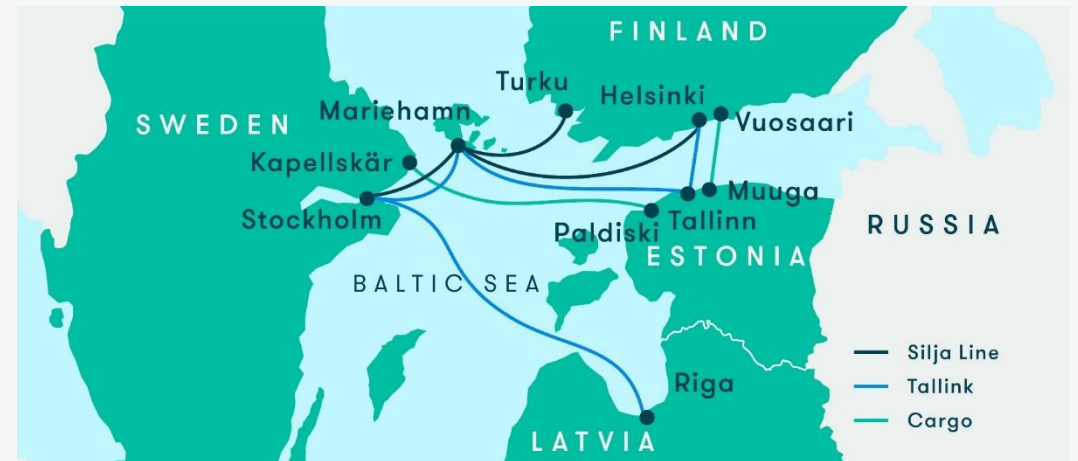 FINLAND
Turku
Helsinki
Mariehamn
Vuosaari
SWEDEN
Kapellskär
Muuga
Stockholm
Tallinn
Paldiski
RUSSIA
ESTONIA
BALTIC SEA
Silja Line
Tallink
Riga
Cargo
LATVIA